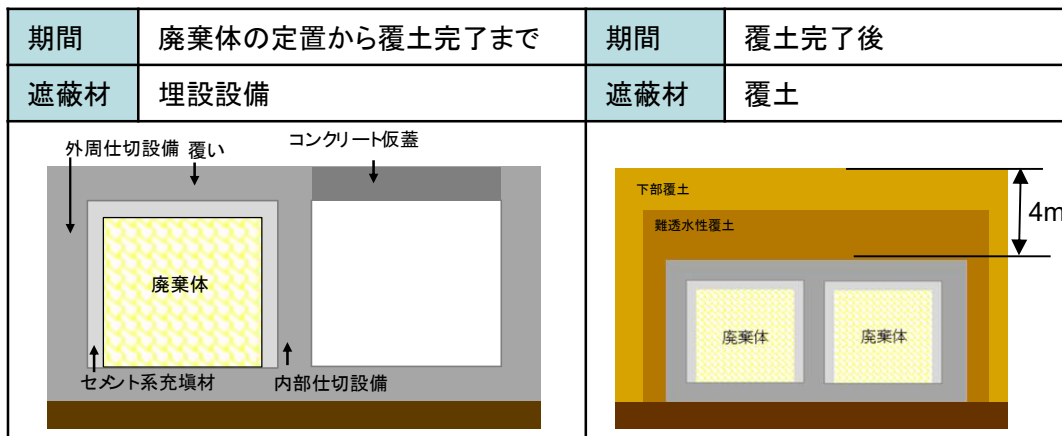 期間
廃棄体の定置から覆土完了まで
期間
覆土完了後
遮蔽材
埋設設備
遮蔽材
覆土
外周仕切設備
覆い
コンクリート仮蓋
廃棄体
セメント系充塡材
内部仕切設備
下部覆土
難透水性覆土
4m
廃棄体
廃棄体